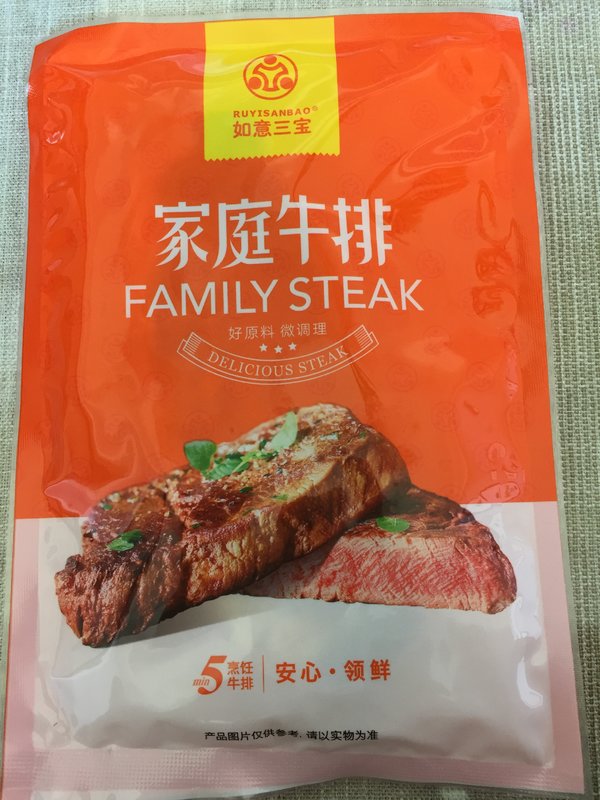 RUYISANBAO®
如意三宝
家庭牛排
FAMILY STEAK
好原料 微调理
DELICIOUS STEAK
5min 烹饪
牛排
安心·领鲜
产品图片仅供参考,请以实物为准